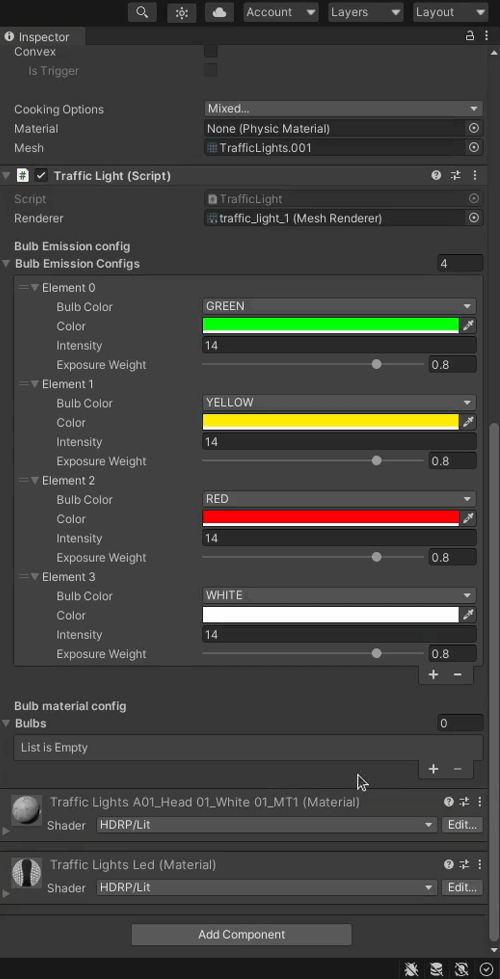 Account
Layers
Layout
Inspector
Convex
Is Trigger
Cooking Options Mixed...
Material None (Physic Material)
Mesh TrafficLights.001
# Traffic Light (Script)
Script TrafficLight
Renderer traffic_light_1 (Mesh Renderer)
Bulb Emission config
Bulb Emission Configs 4
Element 0
Bulb Color GREEN
Color
Intensity 14
Exposure Weight 0.8
Element 1
Bulb Color YELLOW
Color
Intensity 14
Exposure Weight 0.8
Element 2
Bulb Color RED
Color
Intensity 14
Exposure Weight 0.8
Element 3
Bulb Color WHITE
Color
Intensity 14
Exposure Weight 0.8
+ −
Bulb material config
Bulbs 0
List is Empty
+ −
Traffic Lights A01_Head 01_White 01_MT1 (Material)
Shader HDRP/Lit Edit...
Traffic Lights Led (Material)
Shader HDRP/Lit Edit...
Add Component